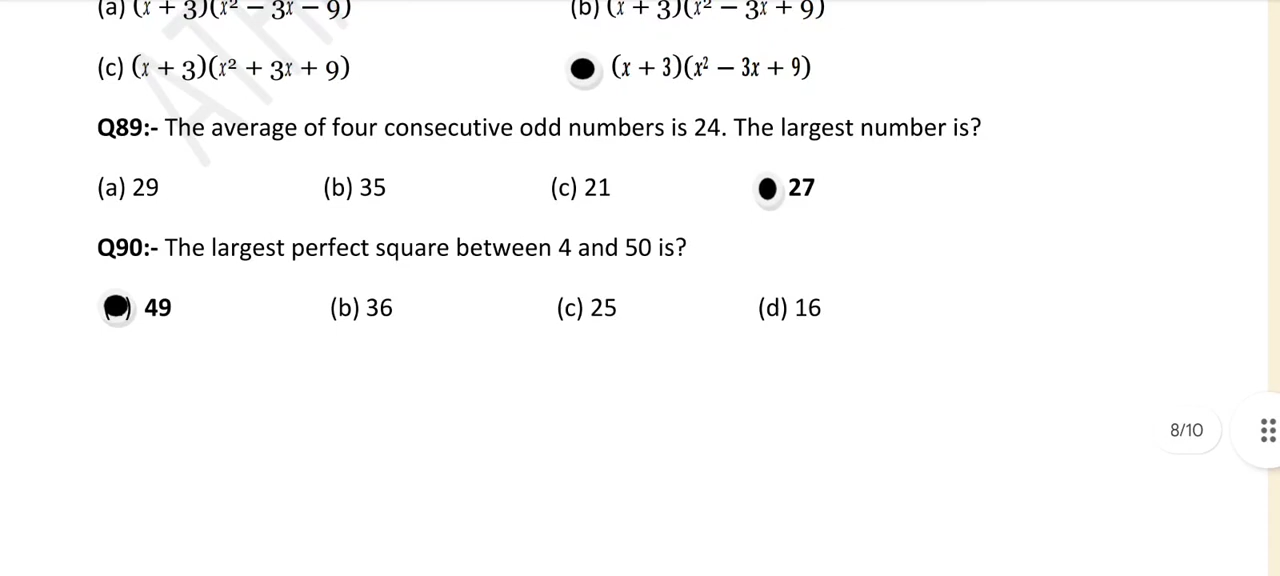 (a) (x + 3)(x² − 3x − 9) (b) (x + 3)(x² − 3x + 9)
(c) (x + 3)(x² + 3x + 9) (x + 3)(x² − 3x + 9)
Q89:- The average of four consecutive odd numbers is 24. The largest number is?
(a) 29 (b) 35 (c) 21 27
Q90:- The largest perfect square between 4 and 50 is?
49 (b) 36 (c) 25 (d) 16
8/10